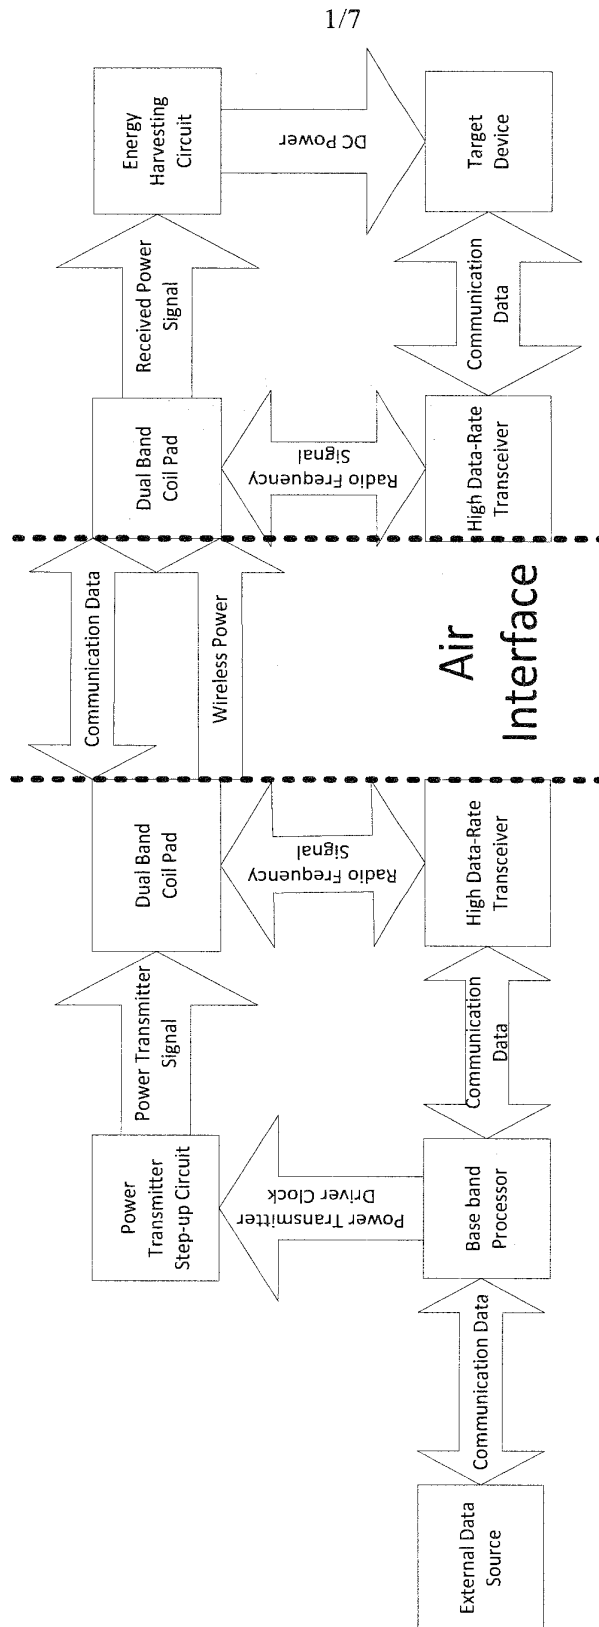 1/7
External Data
Source
Communication Data
Base band
Processor
Power Transmitter
Driver Clock
Power
Transmitter
Step-up Circuit
Power Transmitter
Signal
Communication
Data
Dual Band
Coil Pad
Radio Frequency
Signal
High Data-Rate
Transceiver
Communication Data
Wireless Power
Air
Interface
Dual Band
Coil Pad
Radio Frequency
Signal
High Data-Rate
Transceiver
Received Power
Signal
Communication
Data
Energy
Harvesting
Circuit
DC Power
Target
Device